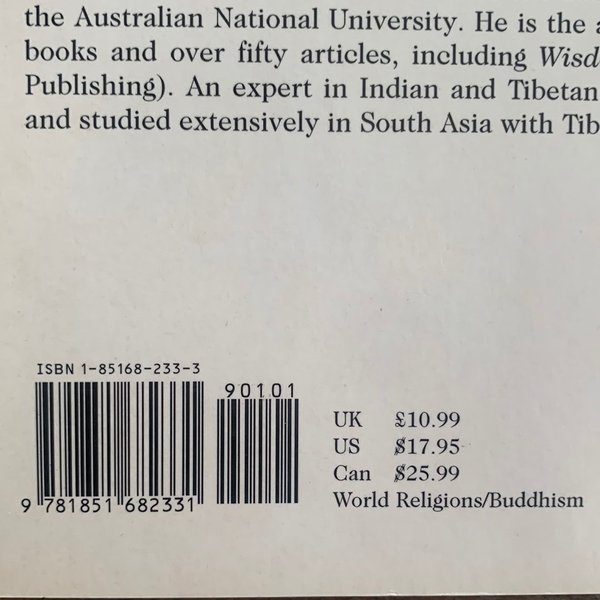 the Australian National University. He is the a
books and over fifty articles, including Wisd
Publishing). An expert in Indian and Tibetan
and studied extensively in South Asia with Tib
ISBN 1-85168-233-3
90101
9 781851 682331
UK £10.99
US $17.95
Can $25.99
World Religions/Buddhism